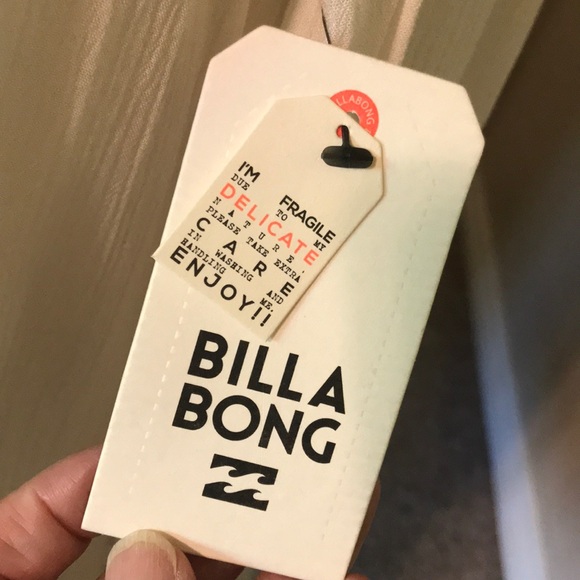 BILLABONG
I'M FRAGILE
DUE TO MY
DELICATE
NATURE,
PLEASE TAKE EXTRA
CARE
IN WASHING AND
HANDLING ME,
ENJOY!!
BILLA
BONG